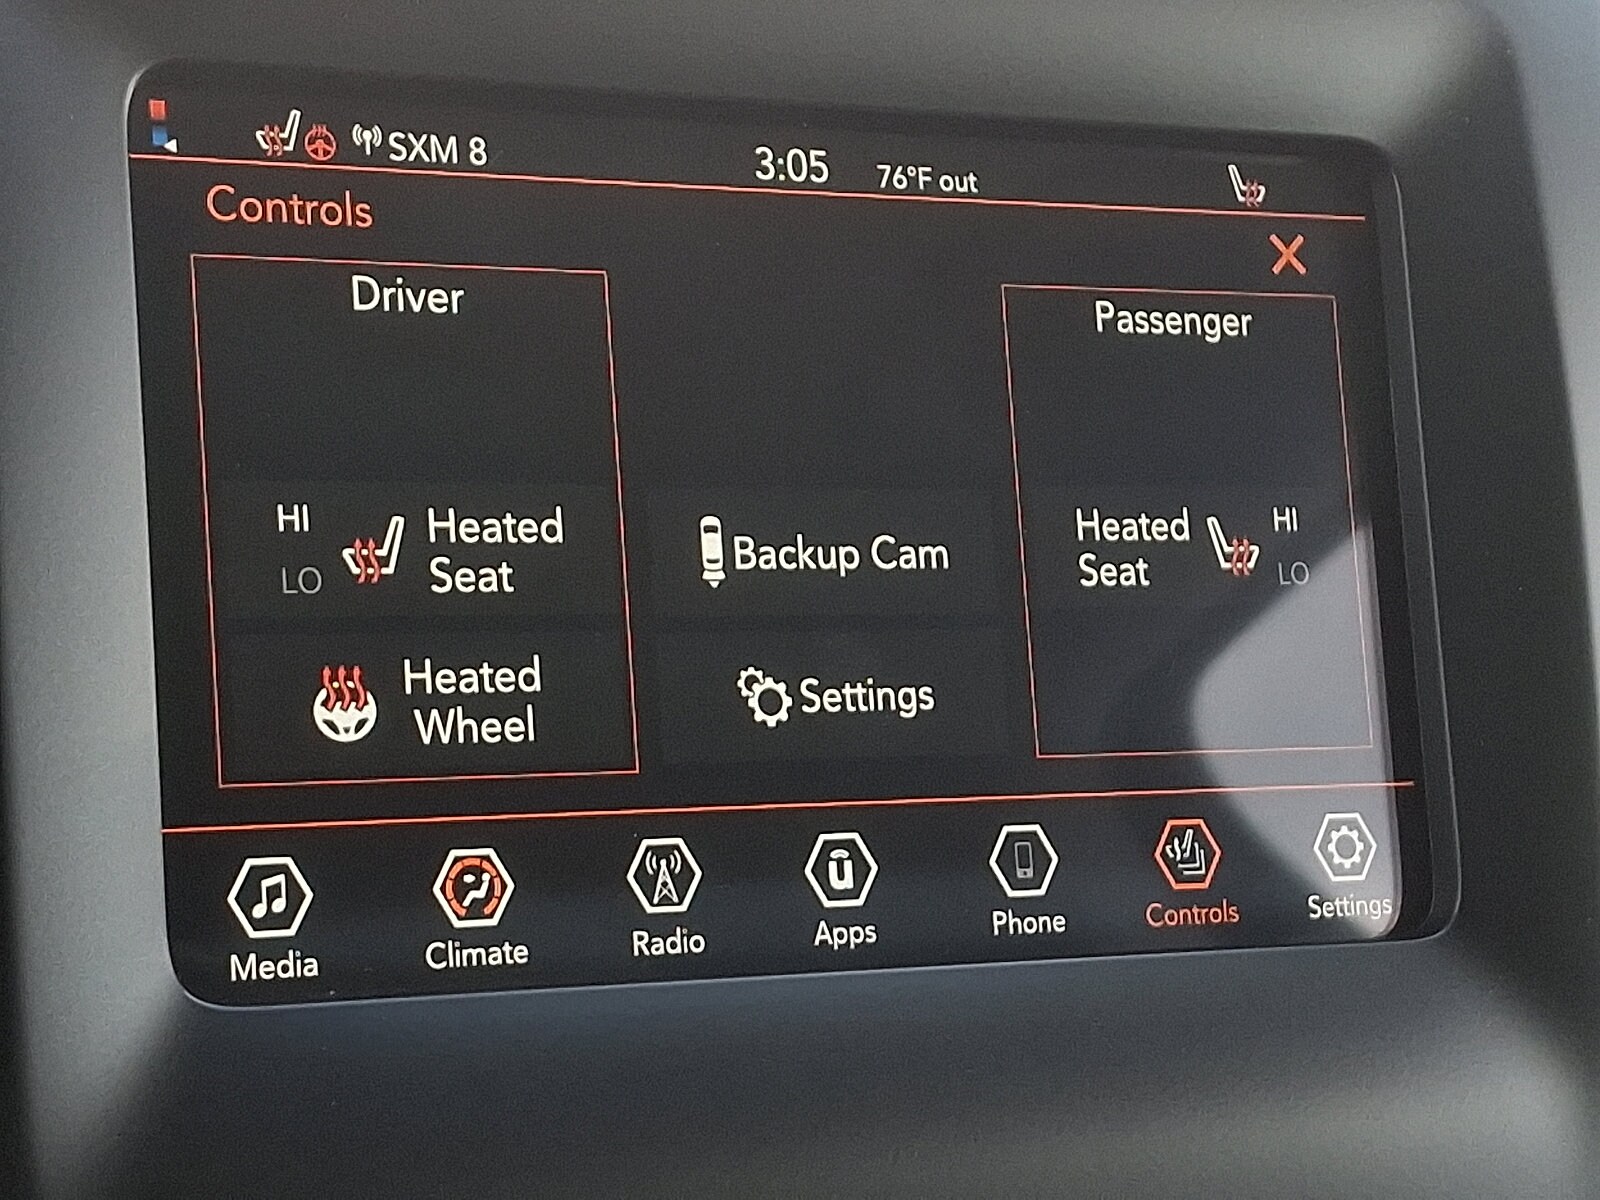 SXM 8
3:05
76°F out
Controls
X
Driver
Passenger
HI
LO
Heated
Seat
Backup Cam
Heated
Seat
HI
LO
Heated
Wheel
Settings
Media
Climate
Radio
ū
Apps
Phone
Controls
Settings